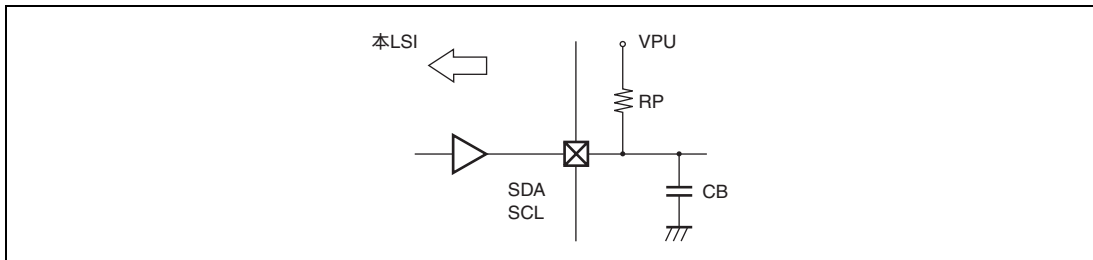 本LSI
VPU
RP
SDA
SCL
CB